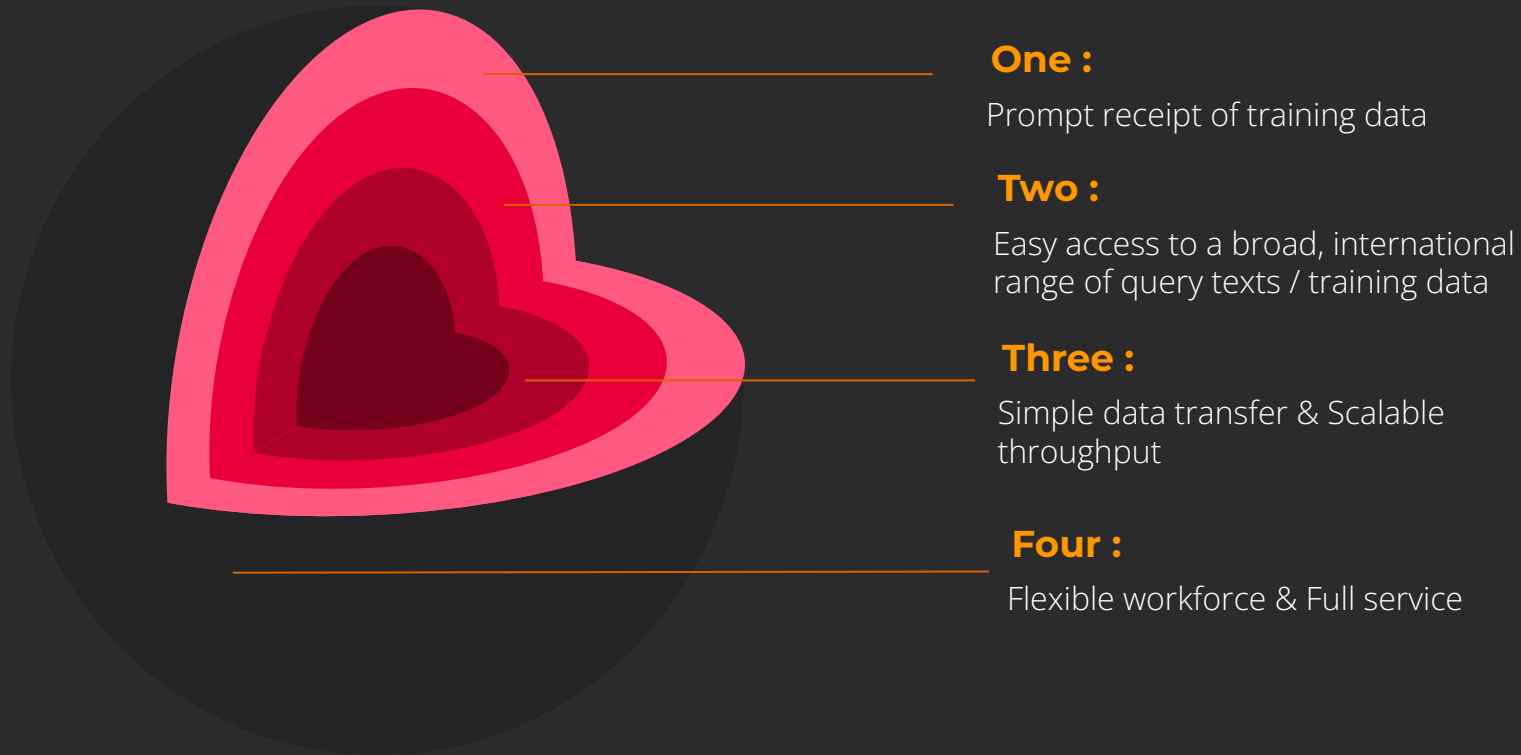 One :
Prompt receipt of training data
Two :
Easy access to a broad, international
range of query texts / training data
Three :
Simple data transfer & Scalable
throughput
Four :
Flexible workforce & Full service